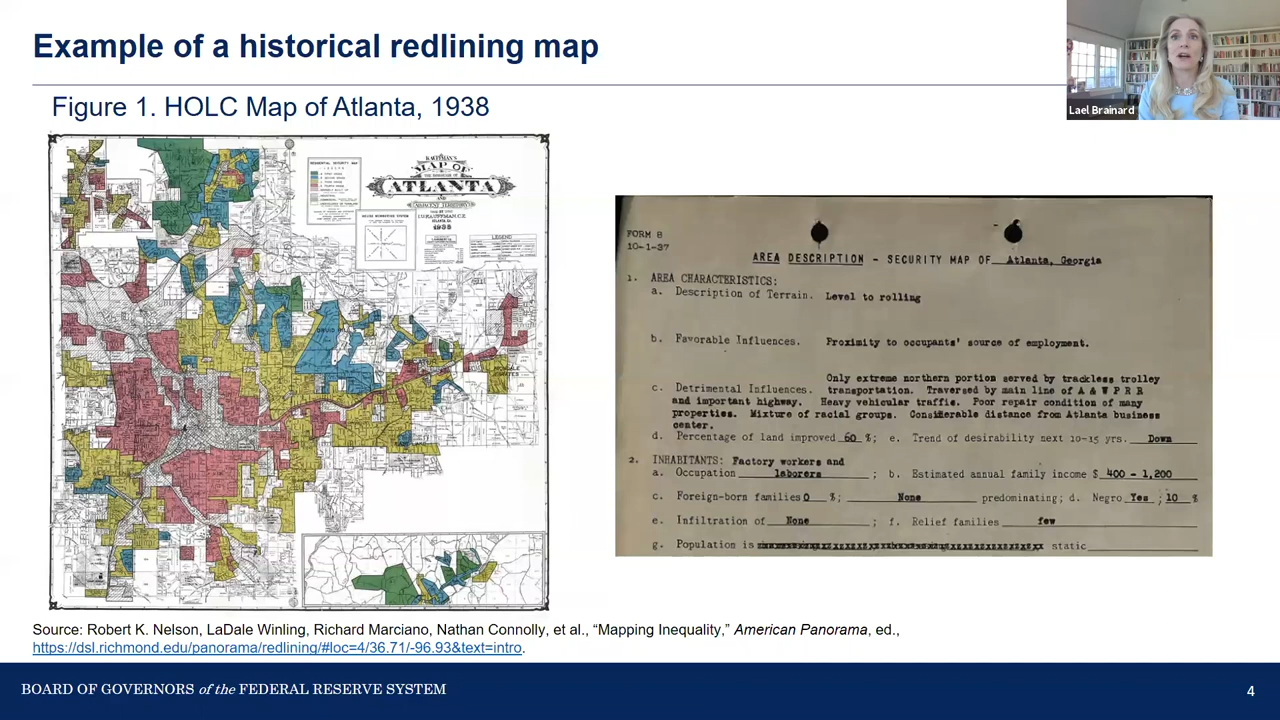 Example of a historical redlining map
Lael Brainard
Figure 1. HOLC Map of Atlanta, 1938
MAP OF
ATLANTA
AND
ADJACENT TERRITORY
1938
LEGEND
FORM 8
10-1-37
AREA DESCRIPTION - SECURITY MAP OF Atlanta, Georgia
1. AREA CHARACTERISTICS:
a. Description of Terrain. Level to rolling
b. Favorable Influences. Proximity to occupants' source of employment.
c. Detrimental Influences. Only extreme northern portion served by trackless trolley
transportation. Traversed by main line of A & W P R R
and important highway. Heavy vehicular traffic. Poor repair condition of many
properties. Mixture of racial groups. Considerable distance from Atlanta business
center.
d. Percentage of land improved 60 %; e. Trend of desirability next 10-15 yrs. Down
2. INHABITANTS: Factory workers and
a. Occupation laborers ; b. Estimated annual family income $ 400 - 1,200
c. Foreign-born families 0 %; None predominating; d. Negro Yes ; 10 %
e. Infiltration of None ; f. Relief families few
g. Population is static
Source: Robert K. Nelson, LaDale Winling, Richard Marciano, Nathan Connolly, et al., “Mapping Inequality,” American Panorama, ed.,
https://dsl.richmond.edu/panorama/redlining/#loc=4/36.71/-96.93&text=intro.
BOARD OF GOVERNORS of the FEDERAL RESERVE SYSTEM
4